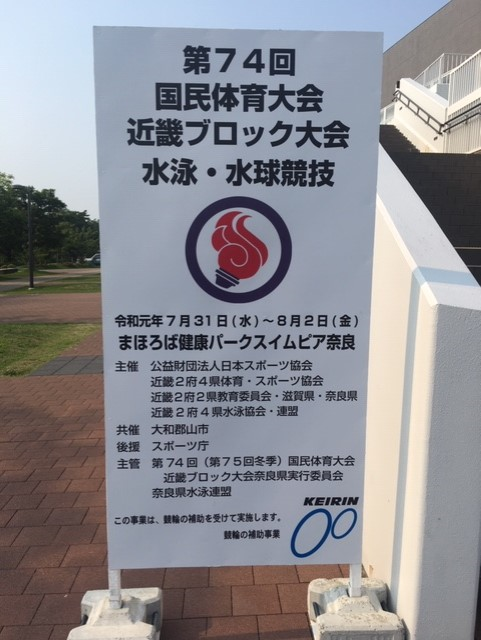 第７４回
国民体育大会
近畿ブロック大会
水泳・水球競技
令和元年７月３１日(水)～８月２日(金)
まほろば健康パークスイムピア奈良
主催　公益財団法人日本スポーツ協会
近畿２府４県体育・スポーツ協会
近畿２府２県教育委員会・滋賀県・奈良県
近畿２府４県水泳協会・連盟
共催　大和郡山市
後援　スポーツ庁
主管　第７４回（第７５回冬季）国民体育大会
近畿ブロック大会奈良県実行委員会
奈良県水泳連盟
KEIRIN
この事業は、競輪の補助を受けて実施します。
競輪の補助事業